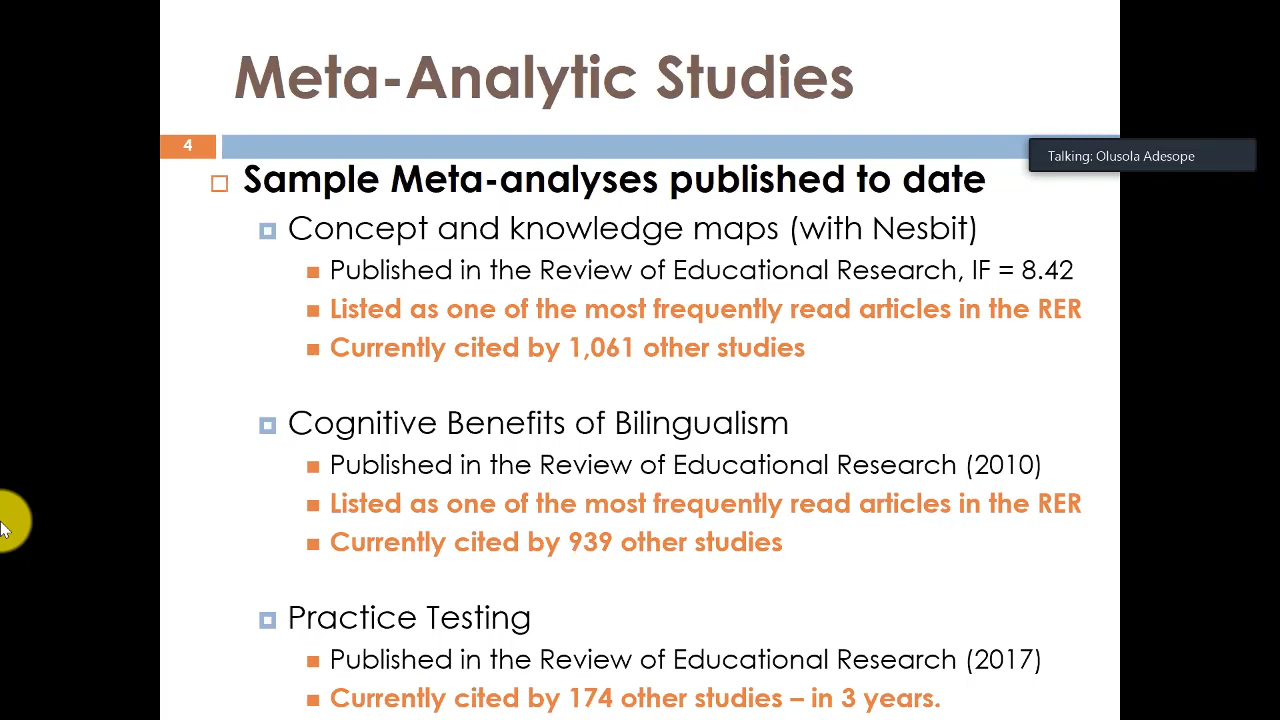 Meta-Analytic Studies
4
Talking: Olusola Adesope
Sample Meta-analyses published to date
Concept and knowledge maps (with Nesbit)
Published in the Review of Educational Research, IF = 8.42
Listed as one of the most frequently read articles in the RER
Currently cited by 1,061 other studies
Cognitive Benefits of Bilingualism
Published in the Review of Educational Research (2010)
Listed as one of the most frequently read articles in the RER
Currently cited by 939 other studies
Practice Testing
Published in the Review of Educational Research (2017)
Currently cited by 174 other studies – in 3 years.